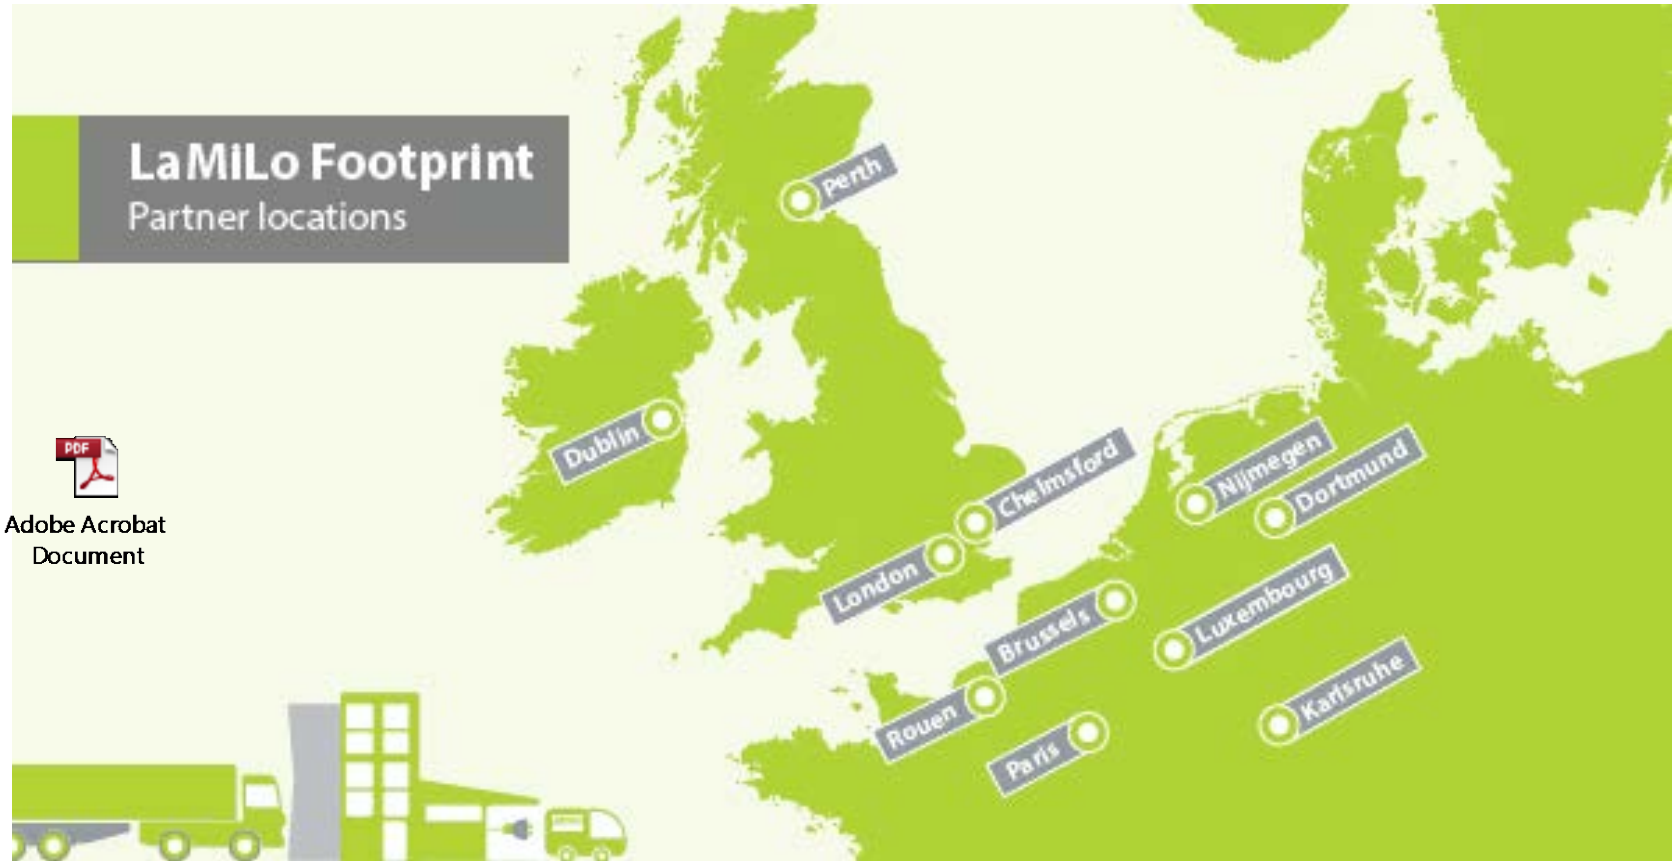 LaMiLo Footprint
Partner locations
Perth
Dublin
Chelmsford
London
Nijmegen
Dortmund
Brussels
Luxembourg
Rouen
Paris
Karlsruhe
PDF
Adobe Acrobat
Document